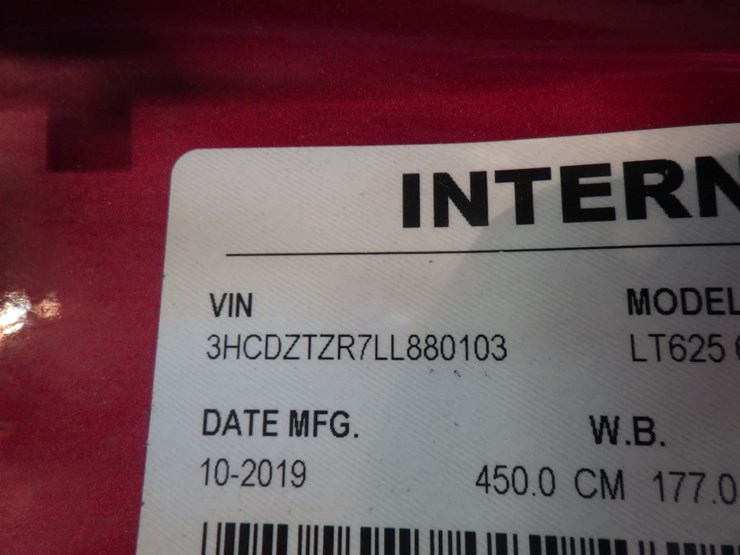 INTERN
VIN MODEL
3HCDZTZR7LL880103 LT625
DATE MFG. W.B.
10-2019 450.0 CM 177.0